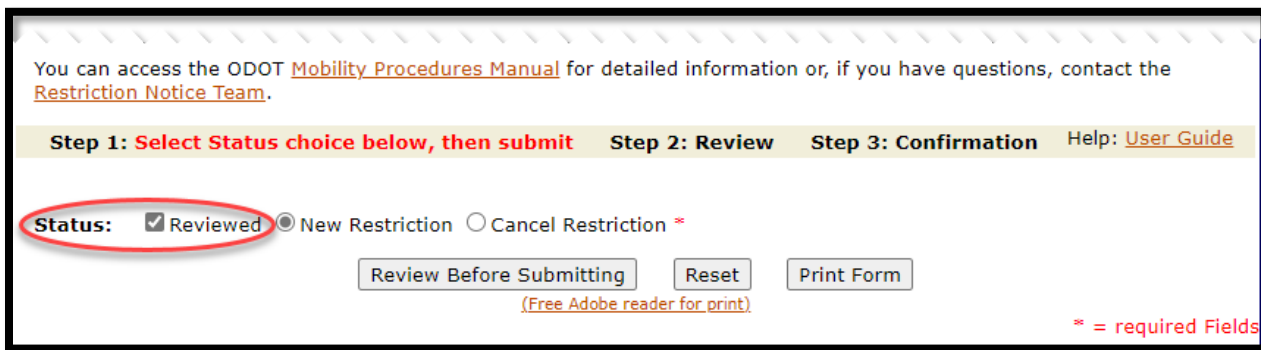 You can access the ODOT Mobility Procedures Manual for detailed information or, if you have questions, contact the
Restriction Notice Team.
Step 1: Select Status choice below, then submit Step 2: Review Step 3: Confirmation Help: User Guide
Status: Reviewed New Restriction Cancel Restriction *
Review Before Submitting Reset Print Form
(Free Adobe reader for print)
* = required Fields